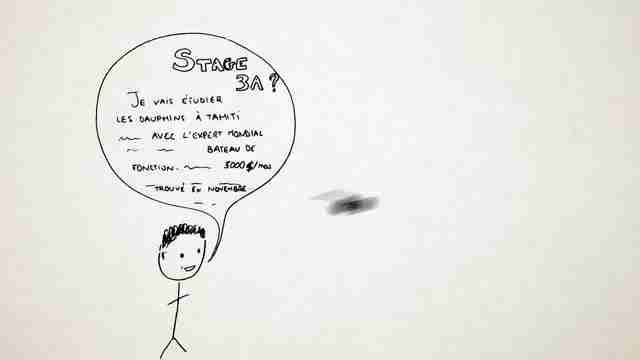 STAGE
3A ?
JE VAIS ÉTUDIER
LES DAUPHINS À TAHITI
AVEC L'EXPERT MONDIAL
BATEAU DE
FONCTION. 3000$/mois
TROUVÉ EN NOVEMBRE